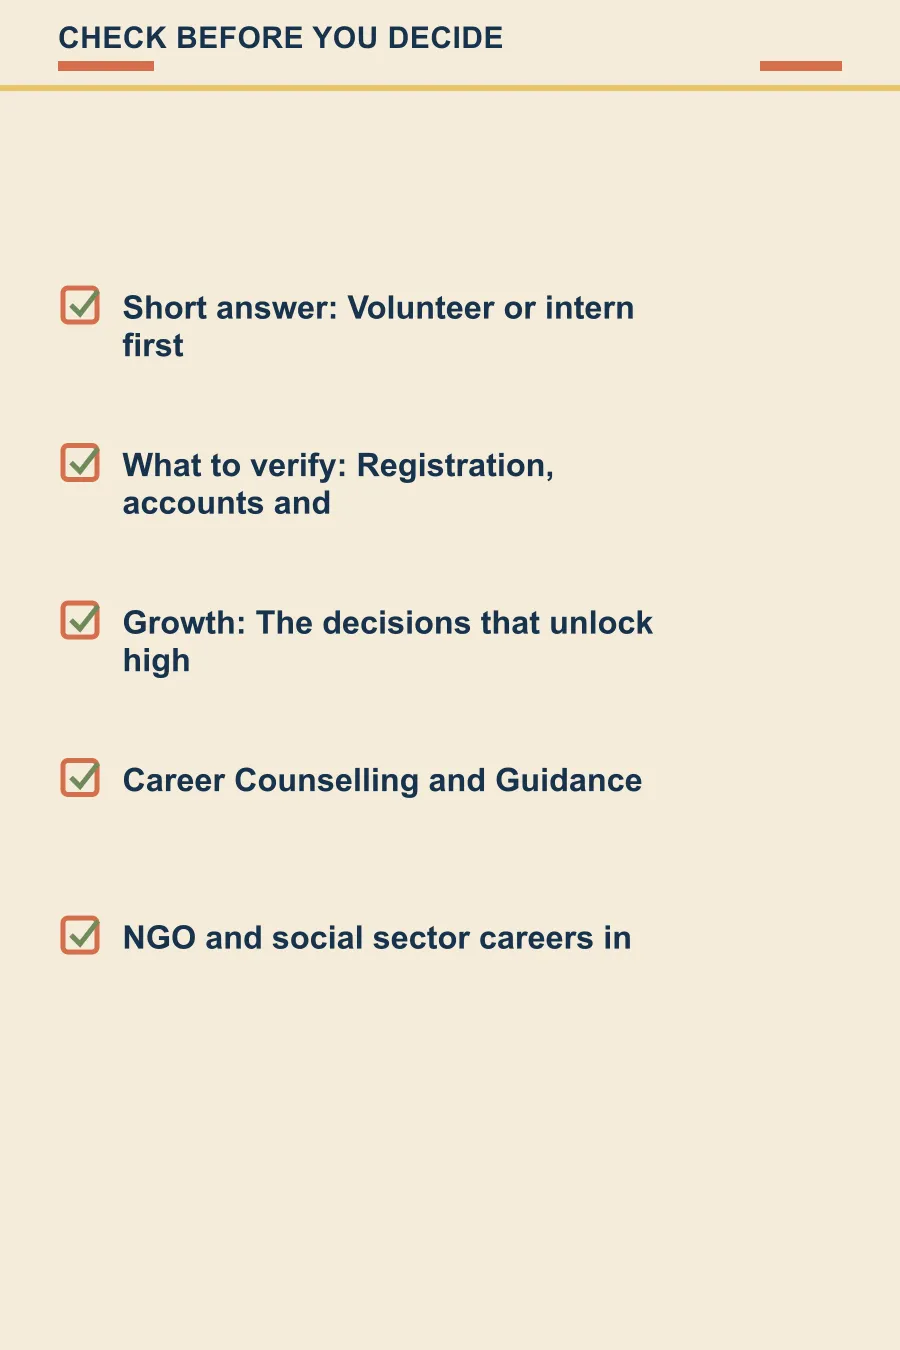 CHECK BEFORE YOU DECIDE
Short answer: Volunteer or intern
first
What to verify: Registration,
accounts and
Growth: The decisions that unlock
high
Career Counselling and Guidance
NGO and social sector careers in